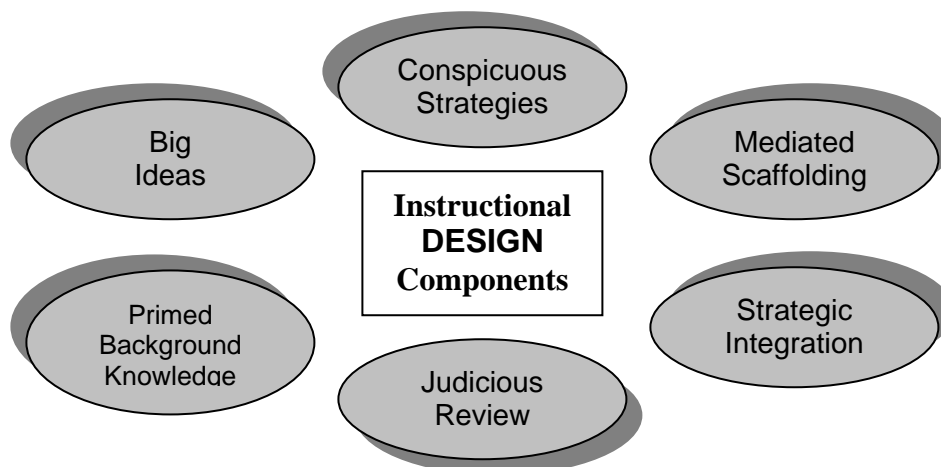 Conspicuous
Strategies
Big
Ideas
Mediated
Scaffolding
Instructional
DESIGN
Components
Primed
Background
Knowledge
Strategic
Integration
Judicious
Review